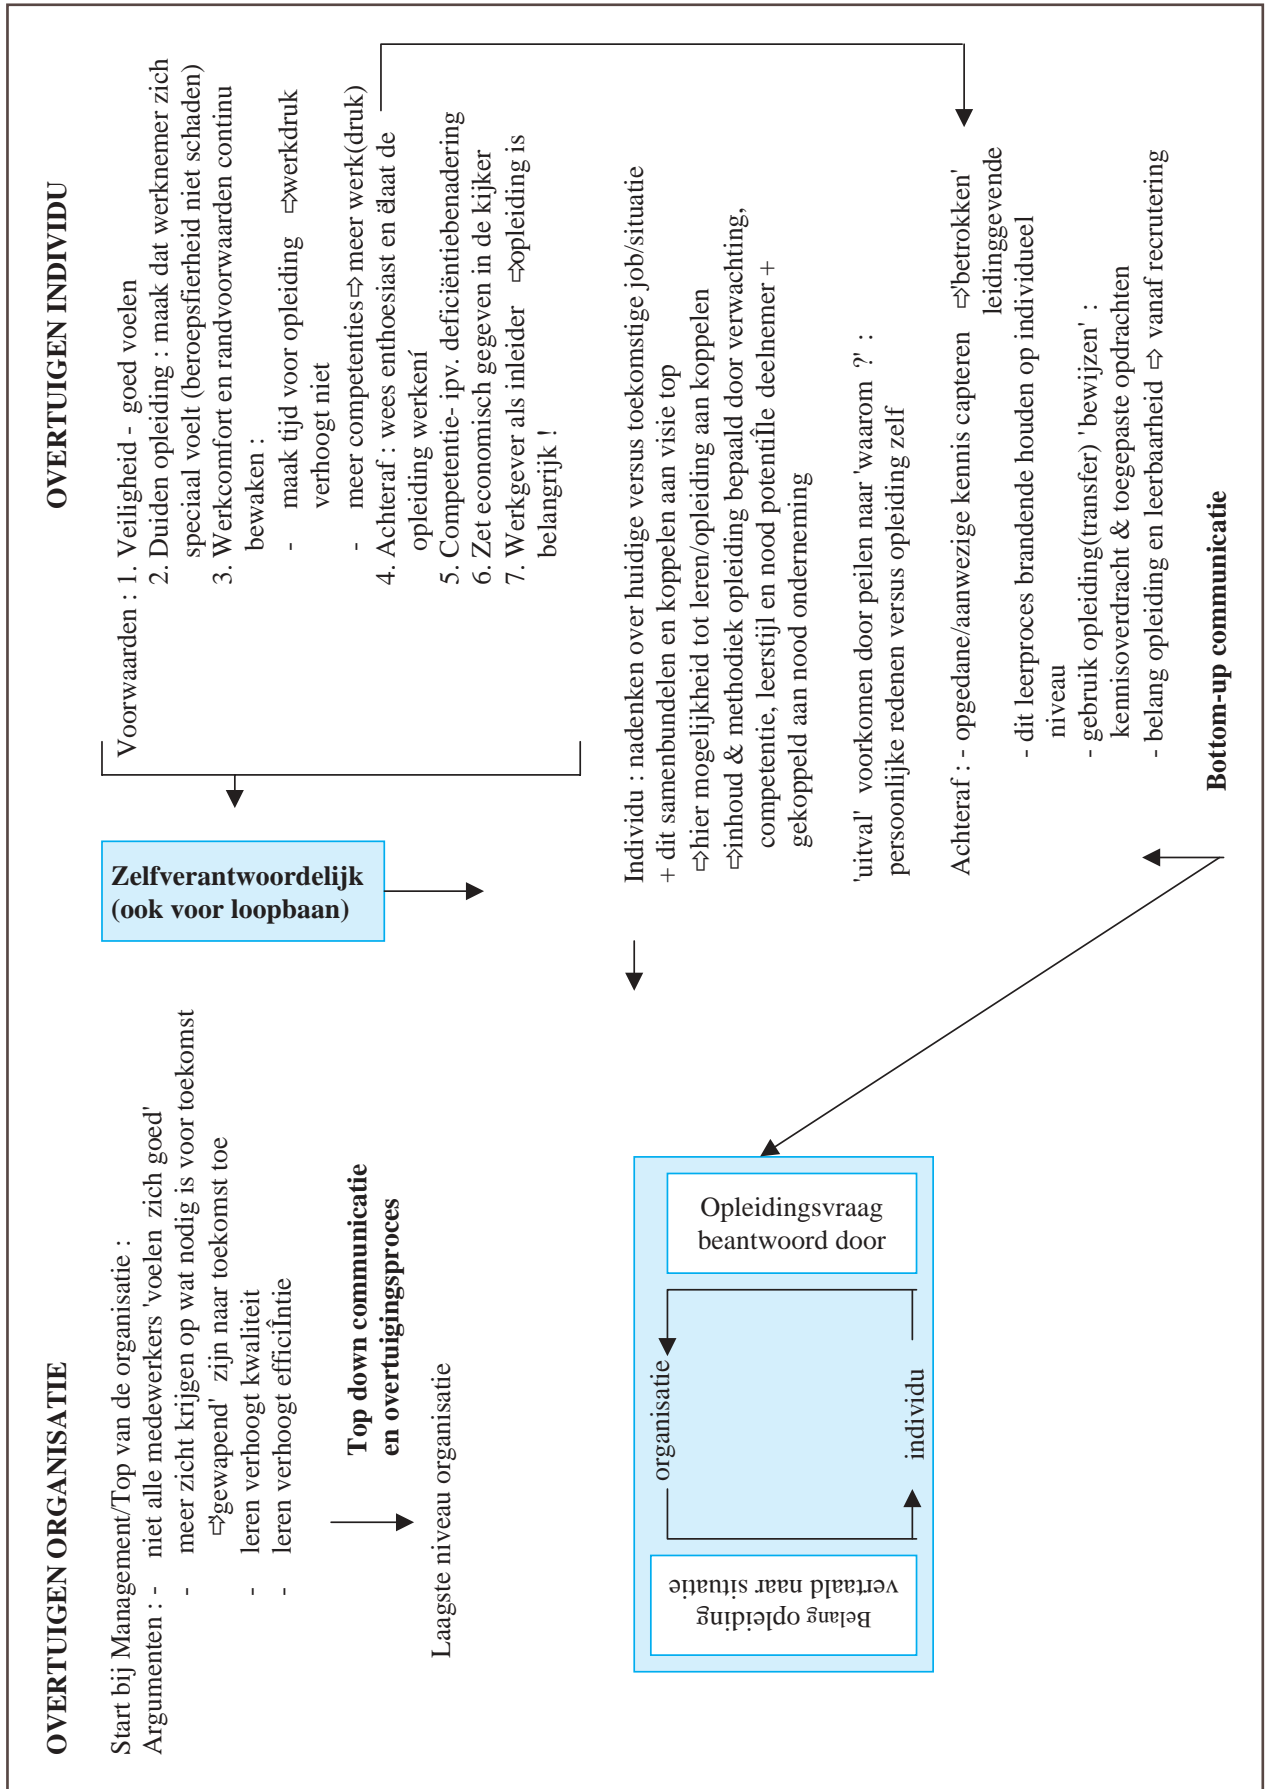 OVERTUIGEN ORGANISATIE
Start bij Management/Top van de organisatie :
Argumenten : - niet alle medewerkers 'voelen zich goed'
- meer zicht krijgen op wat nodig is voor toekomst
⇨gewapend' zijn naar toekomst toe
- leren verhoogt kwaliteit
- leren verhoogt efficiÎntie
Top down communicatie
en overtuigingsproces
Laagste niveau organisatie
Zelfverantwoordelijk
(ook voor loopbaan)
OVERTUIGEN INDIVIDU
Voorwaarden : 1. Veiligheid - goed voelen
2. Duiden opleiding : maak dat werknemer zich
speciaal voelt (beroepsfierheid niet schaden)
3. Werkcomfort en randvoorwaarden continu
bewaken :
- maak tijd voor opleiding ⇨werkdruk
verhoogt niet
- meer competenties⇨meer werk(druk)
4. Achteraf : wees enthoesiast en ëlaat de
opleiding werkení
5. Competentie- ipv. deficiëntiebenadering
6. Zet economisch gegeven in de kijker
7. Werkgever als inleider ⇨opleiding is
belangrijk !
Individu : nadenken over huidige versus toekomstige job/situatie
+ dit samenbundelen en koppelen aan visie top
⇨hier mogelijkheid tot leren/opleiding aan koppelen
⇨inhoud & methodiek opleiding bepaald door verwachting,
competentie, leerstijl en nood potentiÎle deelnemer +
gekoppeld aan nood onderneming
'uitval' voorkomen door peilen naar 'waarom ?' :
persoonlijke redenen versus opleiding zelf
Achteraf : - opgedane/aanwezige kennis capteren ⇨betrokken'
leidinggevende
- dit leerproces brandende houden op individueel
niveau
- gebruik opleiding(transfer) 'bewijzen' :
kennisoverdracht & toegepaste opdrachten
- belang opleiding en leerbaarheid ⇨ vanaf recrutering
Bottom-up communicatie
Belang opleiding
vertaald naar situatie
organisatie
individu
Opleidingsvraag
beantwoord door